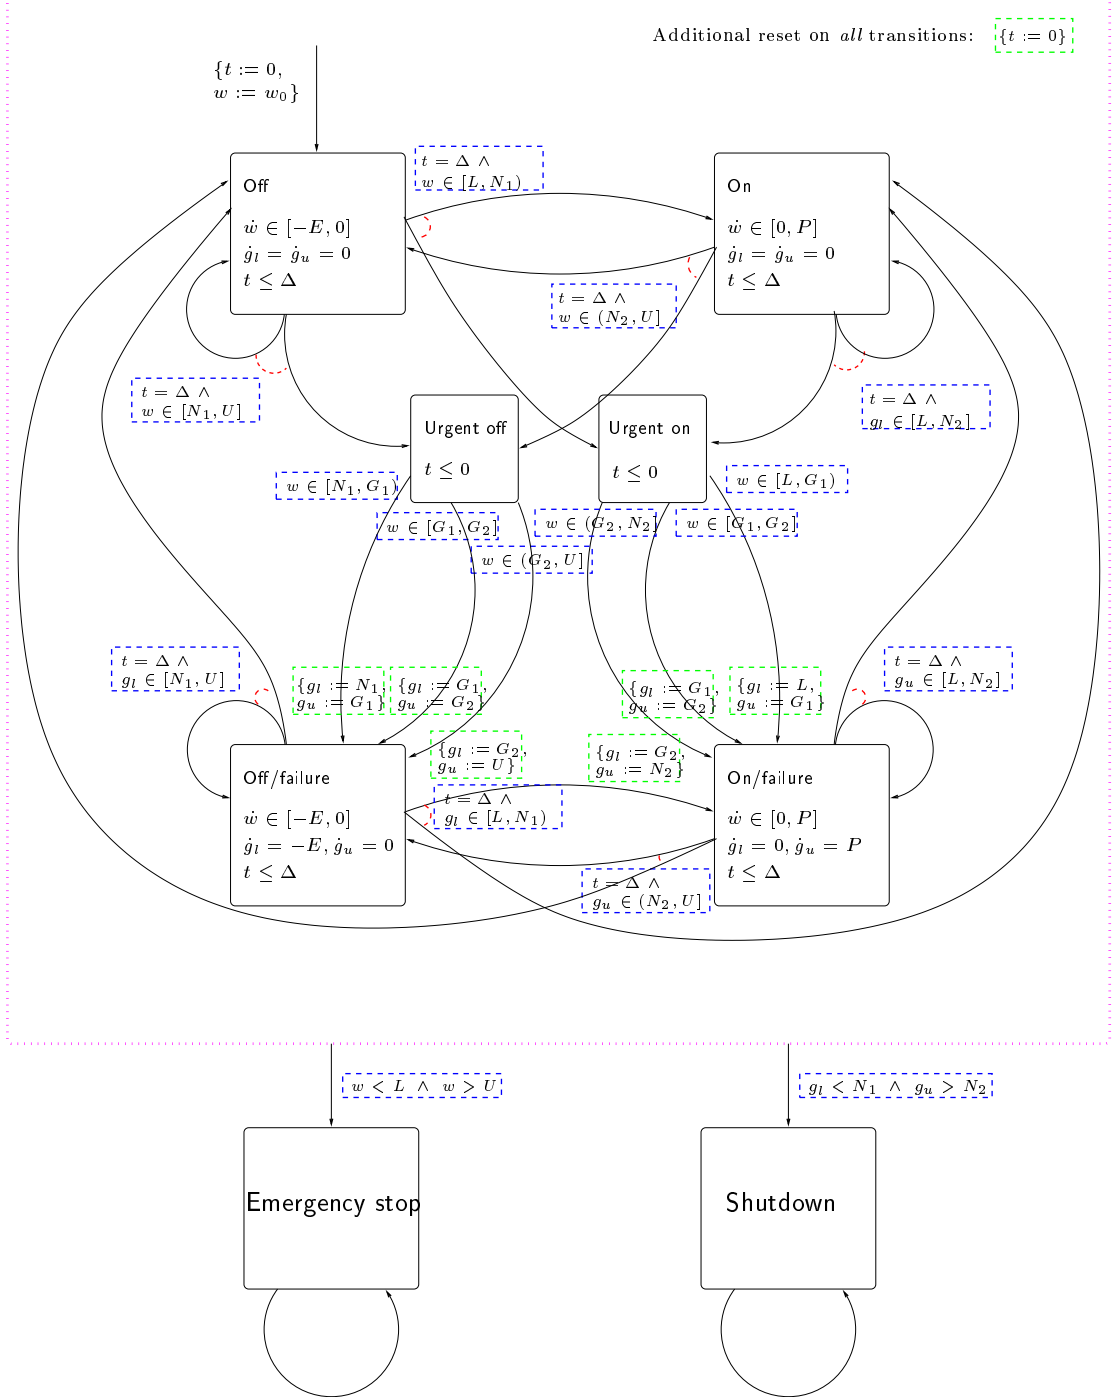 Additional reset on all transitions: {t := 0}
{t := 0,
w := w₀}
t = Δ ∧
w ∈ [L, N₁)
Off
ẇ ∈ [−E, 0]
ġₗ = ġᵤ = 0
t ≤ Δ
On
ẇ ∈ [0, P]
ġₗ = ġᵤ = 0
t ≤ Δ
t = Δ ∧
w ∈ (N₂, U]
t = Δ ∧
w ∈ [N₁, U]
t = Δ ∧
gₗ ∈ [L, N₂]
Urgent off
t ≤ 0
Urgent on
t ≤ 0
w ∈ [N₁, G₁)
w ∈ [L, G₁)
w ∈ [G₁, G₂]
w ∈ (G₂, N₂]
w ∈ [G₁, G₂]
w ∈ (G₂, U]
t = Δ ∧
gₗ ∈ [N₁, U]
t = Δ ∧
gᵤ ∈ [L, N₂]
{gₗ := N₁,
gᵤ := G₁}
{gₗ := G₁,
gᵤ := G₂}
{gₗ := G₁,
gᵤ := G₂}
{gₗ := L,
gᵤ := G₁}
{gₗ := G₂,
gᵤ := U}
{gₗ := G₂,
gᵤ := N₂}
Off/failure
ẇ ∈ [−E, 0]
ġₗ = −E, ġᵤ = 0
t ≤ Δ
t = Δ ∧
gₗ ∈ [L, N₁)
On/failure
ẇ ∈ [0, P]
ġₗ = 0, ġᵤ = P
t ≤ Δ
t = Δ ∧
gᵤ ∈ (N₂, U]
w < L ∧ w > U
gₗ < N₁ ∧ gᵤ > N₂
Emergency stop
Shutdown